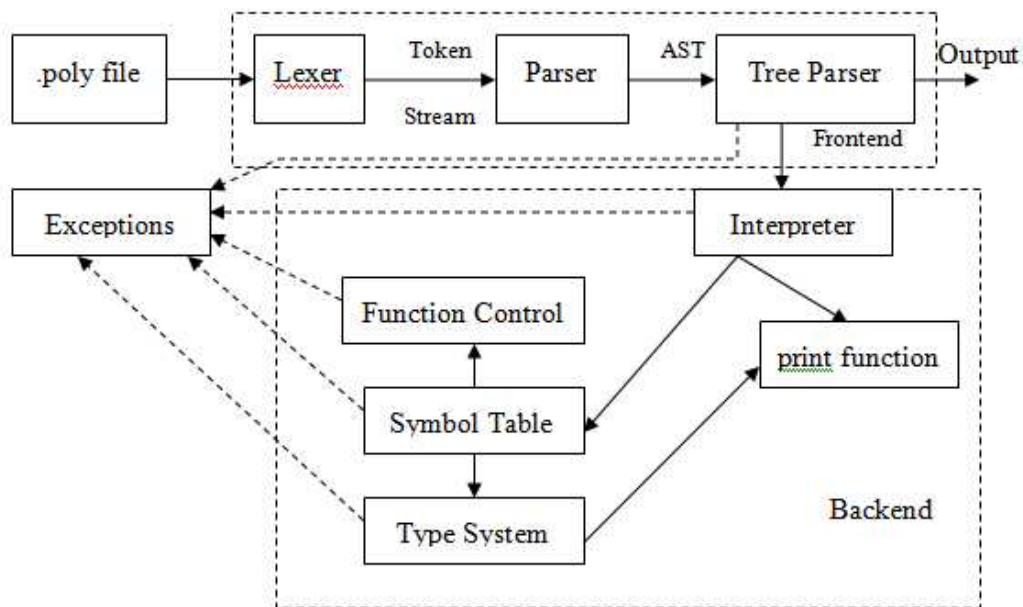 .poly file
Lexer
Token
Stream
Parser
AST
Tree Parser
Output
Frontend
Exceptions
Interpreter
Function Control
print function
Symbol Table
Type System
Backend